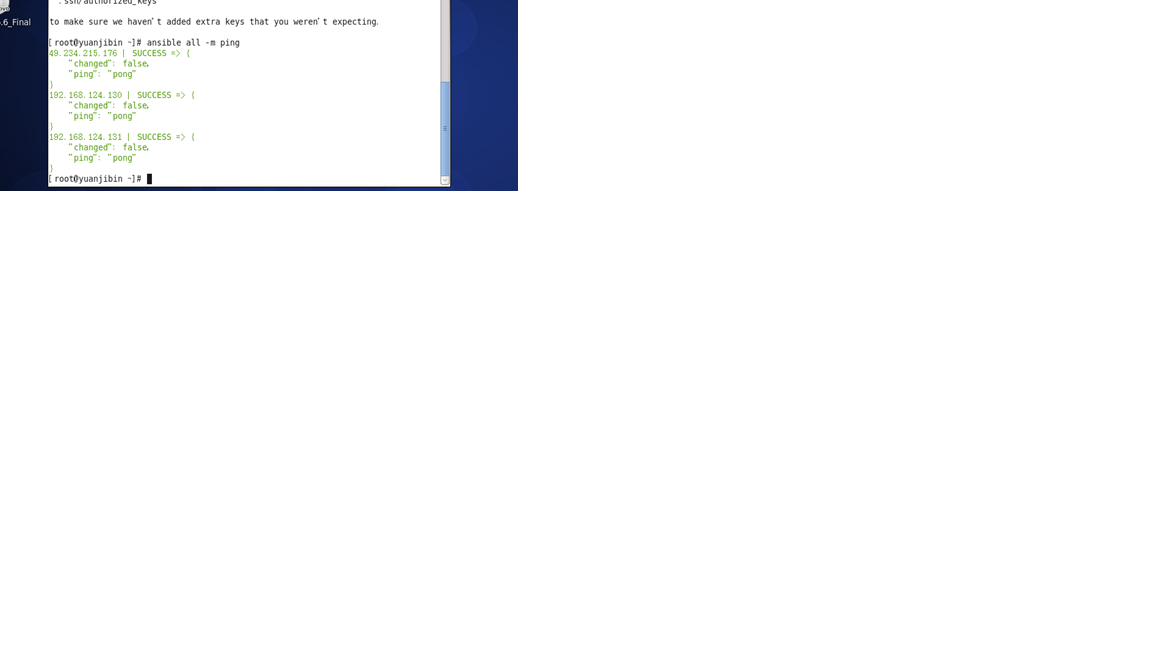 .ssh/authorized_keys
.6_Final
to make sure we haven't added extra keys that you weren't expecting.
[root@yuanjibin ~]# ansible all -m ping
49.234.215.176 | SUCCESS => {
    "changed": false,
    "ping": "pong"
}
192.168.124.130 | SUCCESS => {
    "changed": false,
    "ping": "pong"
}
192.168.124.131 | SUCCESS => {
    "changed": false,
    "ping": "pong"
}
[root@yuanjibin ~]#